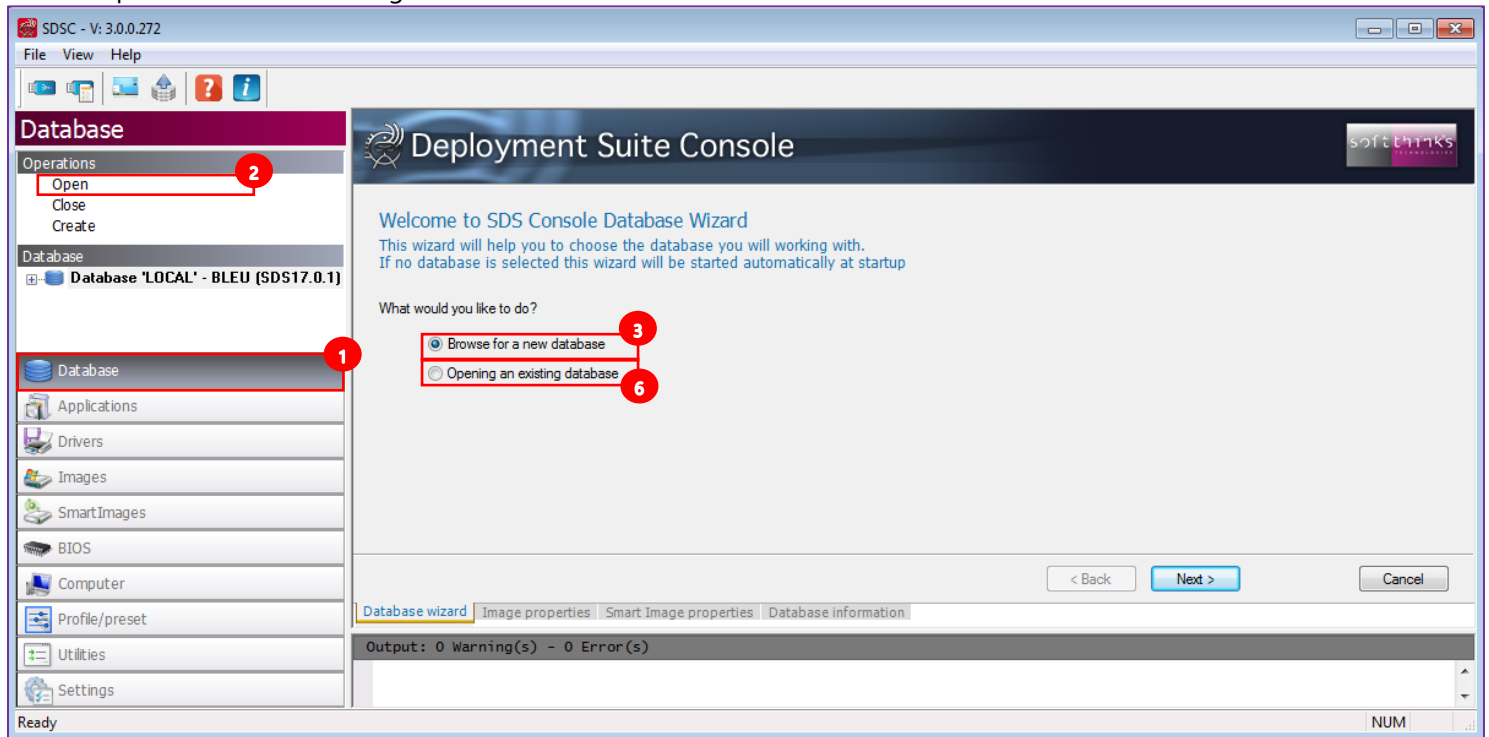 SDSC - V: 3.0.0.272
File View Help
Database
Operations
2
Open
Close
Create
Database
Database 'LOCAL' - BLEU (SDS17.0.1)
1
Database
Applications
Drivers
Images
SmartImages
BIOS
Computer
Profile/preset
Utilities
Settings
Deployment Suite Console
softthinks
TECHNOLOGIES
Welcome to SDS Console Database Wizard
This wizard will help you to choose the database you will working with.
If no database is selected this wizard will be started automatically at startup
What would you like to do?
3
Browse for a new database
Opening an existing database
6
< Back Next > Cancel
Database wizard Image properties Smart Image properties Database information
Output: 0 Warning(s) - 0 Error(s)
Ready NUM